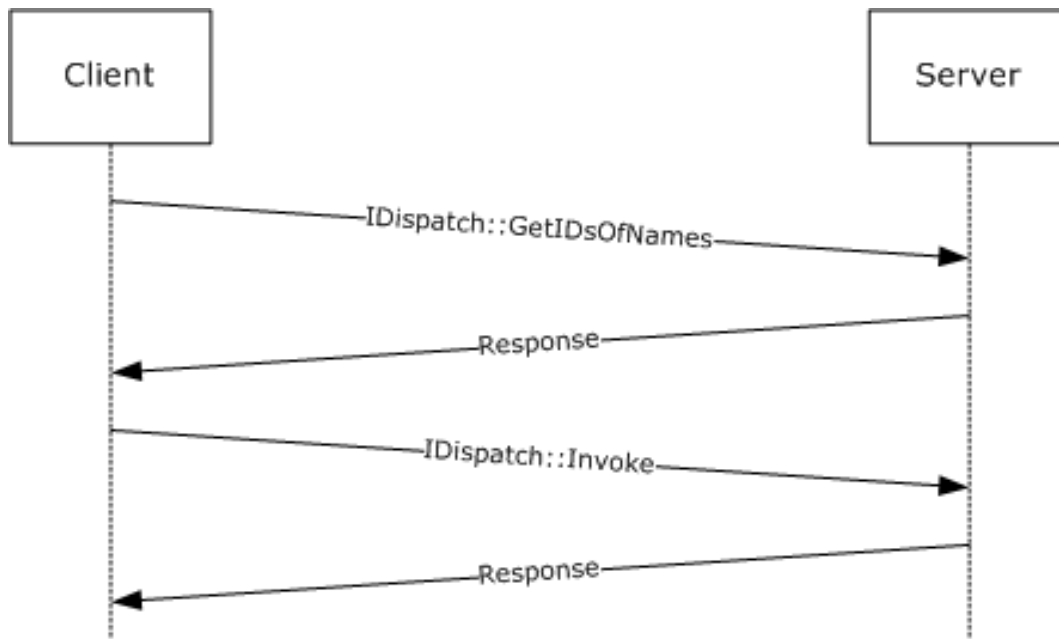 Client
Server
IDispatch::GetIDsOfNames
Response
IDispatch::Invoke
Response